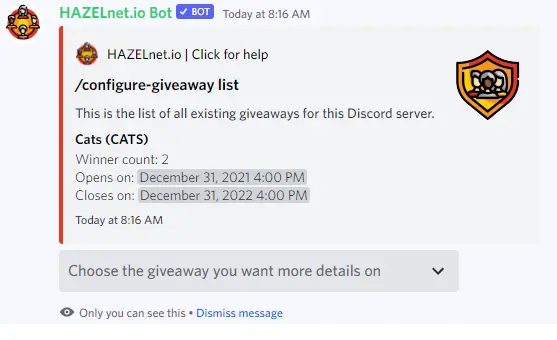 HAZELnet.io Bot ✓ BOT Today at 8:16 AM
HAZELnet.io | Click for help
/configure-giveaway list
This is the list of all existing giveaways for this Discord server.
Cats (CATS)
Winner count: 2
Opens on: December 31, 2021 4:00 PM
Closes on: December 31, 2022 4:00 PM
Today at 8:16 AM
Choose the giveaway you want more details on
Only you can see this • Dismiss message